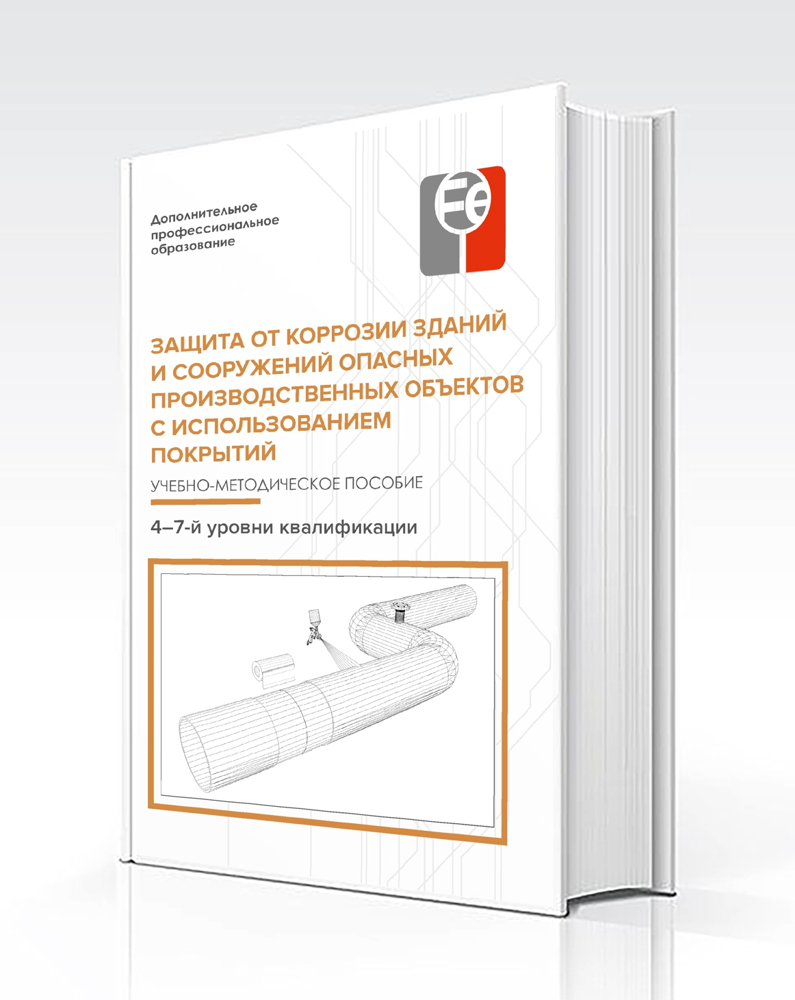 Дополнительное
профессиональное
образование
Fe
ЗАЩИТА ОТ КОРРОЗИИ ЗДАНИЙ
И СООРУЖЕНИЙ ОПАСНЫХ
ПРОИЗВОДСТВЕННЫХ ОБЪЕКТОВ
С ИСПОЛЬЗОВАНИЕМ
ПОКРЫТИЙ
УЧЕБНО-МЕТОДИЧЕСКОЕ ПОСОБИЕ
4–7-й уровни квалификации